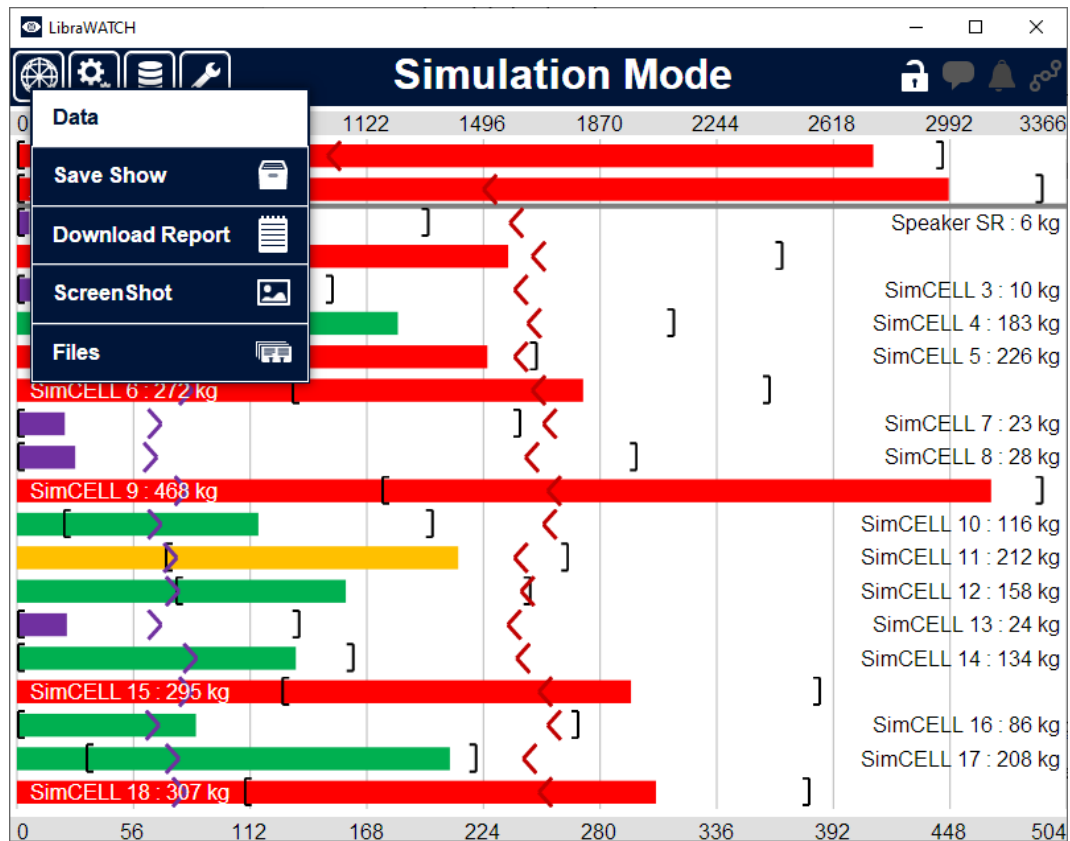 LibraWATCH
Simulation Mode
0 1122 1496 1870 2244 2618 2992 3366
Data
Save Show
Download Report
ScreenShot
Files
Speaker SR : 6 kg
SimCELL 3 : 10 kg
SimCELL 4 : 183 kg
SimCELL 5 : 226 kg
SimCELL 6 : 272 kg
SimCELL 7 : 23 kg
SimCELL 8 : 28 kg
SimCELL 9 : 468 kg
SimCELL 10 : 116 kg
SimCELL 11 : 212 kg
SimCELL 12 : 158 kg
SimCELL 13 : 24 kg
SimCELL 14 : 134 kg
SimCELL 15 : 295 kg
SimCELL 16 : 86 kg
SimCELL 17 : 208 kg
SimCELL 18 : 307 kg
0 56 112 168 224 280 336 392 448 504